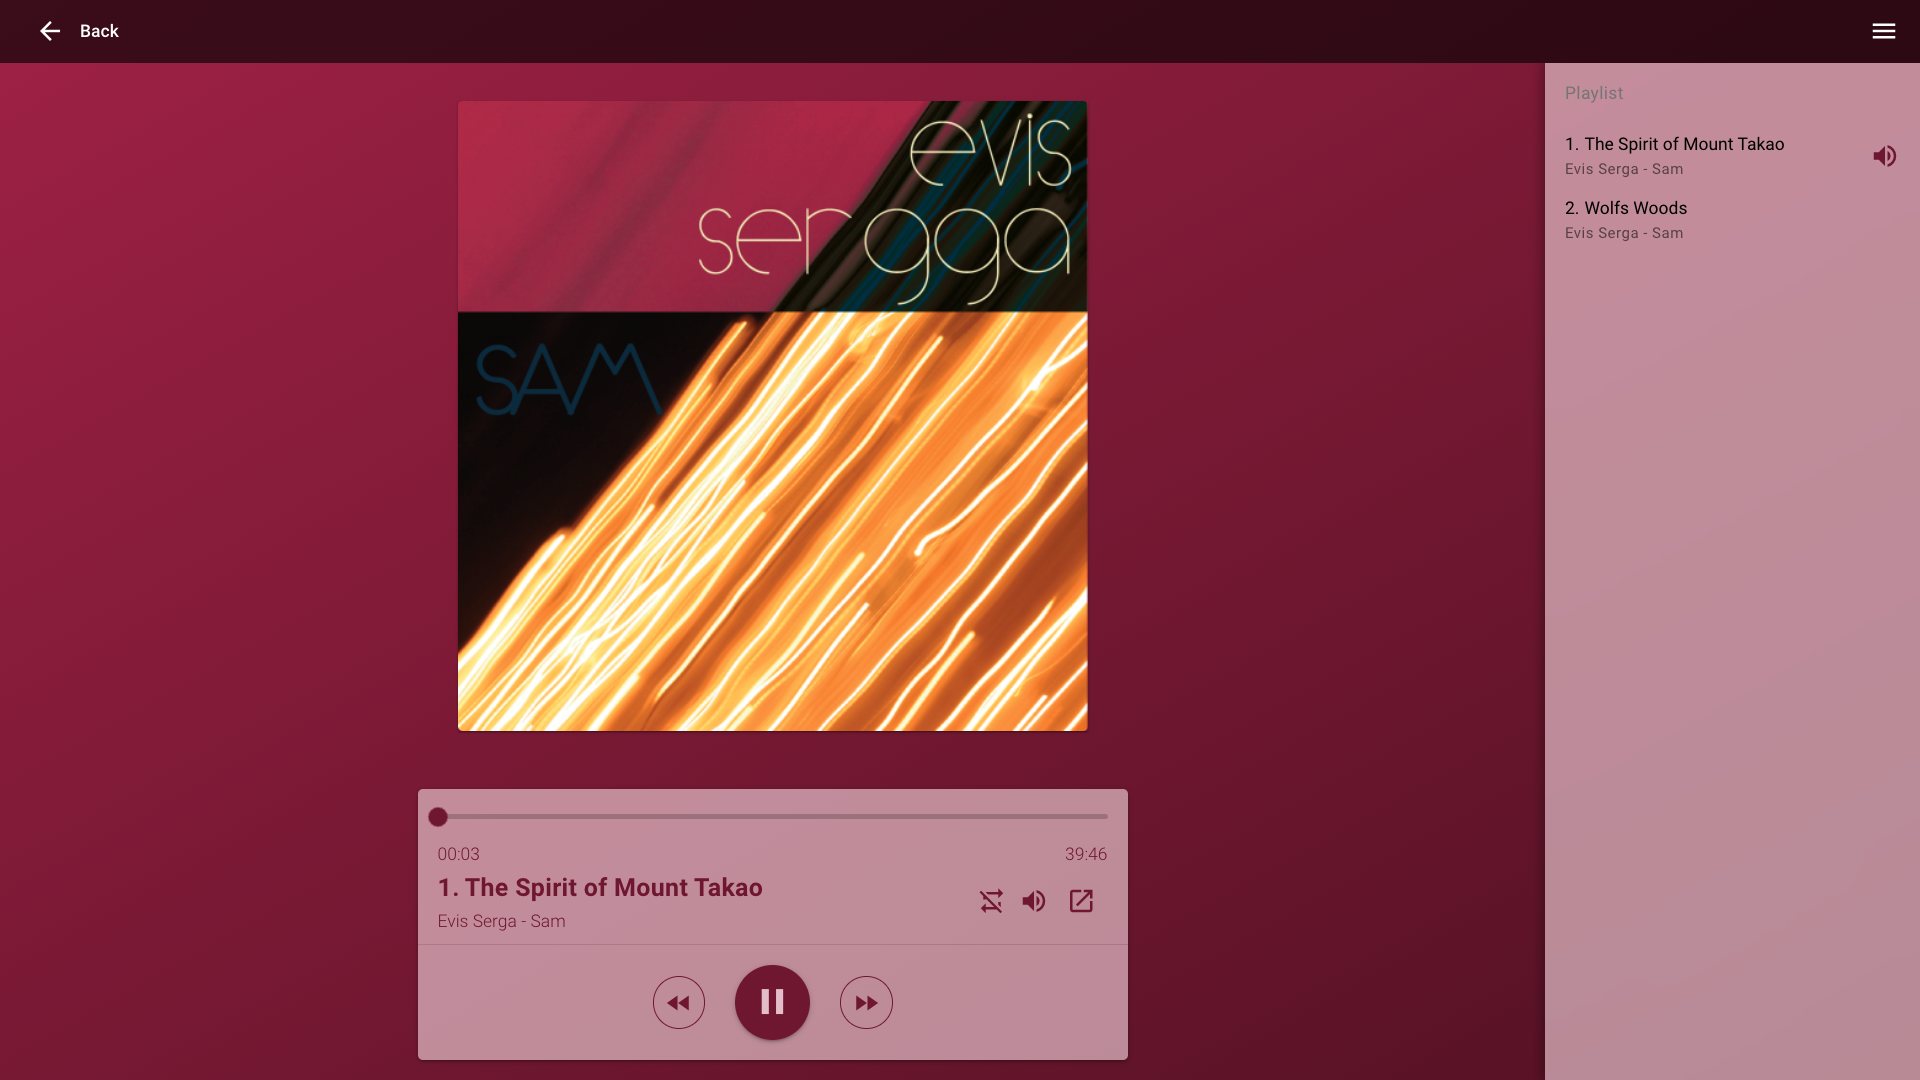 Back
evis
sergga
SAM
Playlist
1. The Spirit of Mount Takao
Evis Serga - Sam
2. Wolfs Woods
Evis Serga - Sam
00:03
39:46
1. The Spirit of Mount Takao
Evis Serga - Sam